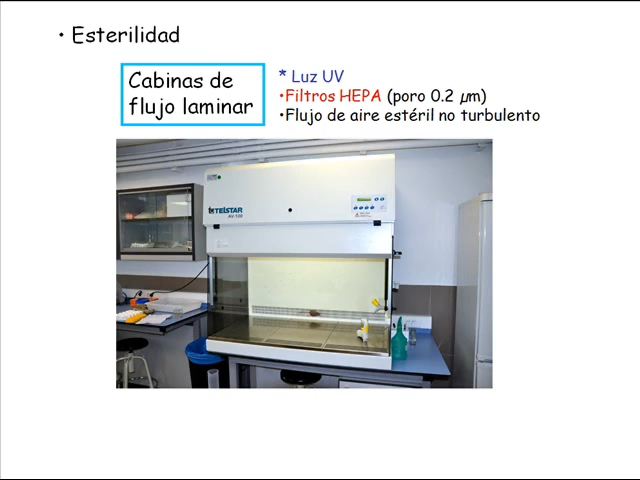 • Esterilidad
Cabinas de
flujo laminar
* Luz UV
•Filtros HEPA (poro 0.2 µm)
•Flujo de aire estéril no turbulento
TELSTAR
AV-100